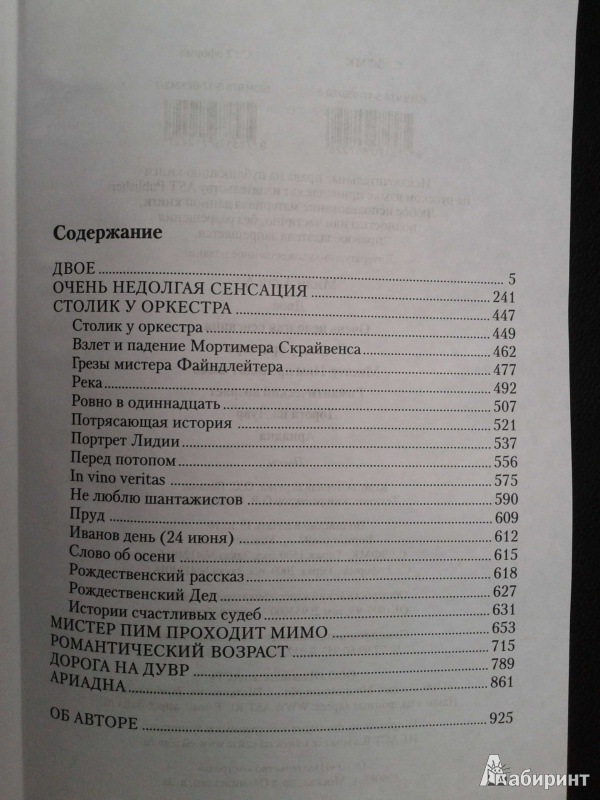 Содержание
ДВОЕ 5
ОЧЕНЬ НЕДОЛГАЯ СЕНСАЦИЯ 241
СТОЛИК У ОРКЕСТРА 447
Столик у оркестра 449
Взлет и падение Мортимера Скрайвенса 462
Грезы мистера Файндлейтера 477
Река 492
Ровно в одиннадцать 507
Потрясающая история 521
Портрет Лидии 537
Перед потопом 556
In vino veritas 575
Не люблю шантажистов 590
Пруд 609
Иванов день (24 июня) 612
Слово об осени 615
Рождественский рассказ 618
Рождественский Дед 627
Истории счастливых судеб 631
МИСТЕР ПИМ ПРОХОДИТ МИМО 653
РОМАНТИЧЕСКИЙ ВОЗРАСТ 715
ДОРОГА НА ДУВР 789
АРИАДНА 861
ОБ АВТОРЕ 925
Лабиринт